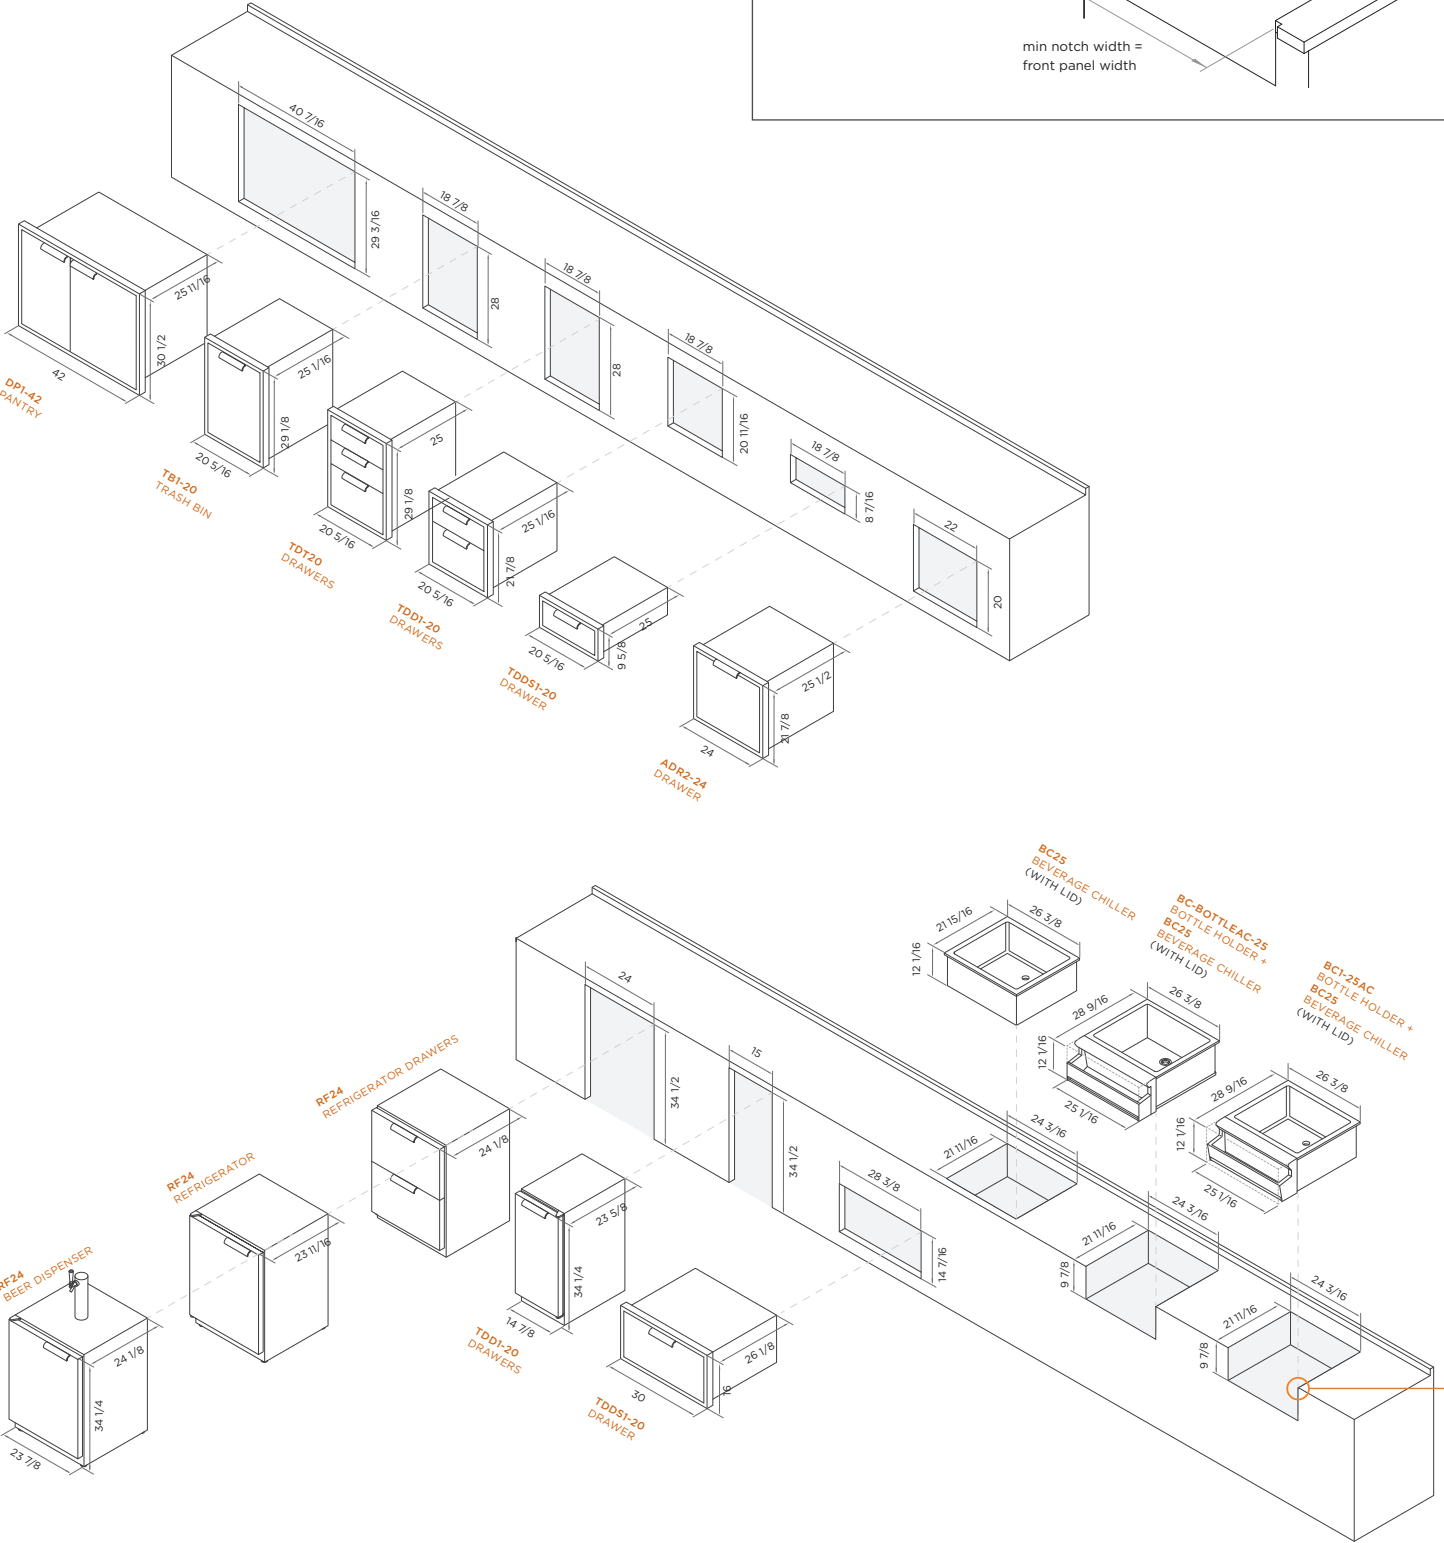 min notch width =
front panel width
40 7/16
29 3/16
18 7/8
28
18 7/8
28
18 7/8
20 11/16
18 7/8
8 7/16
22
20
25 11/16
30 1/2
42
DP1-42
PANTRY
25 1/16
29 1/8
20 5/16
TB1-20
TRASH BIN
25
29 1/8
20 5/16
TDT20
DRAWERS
25 1/16
21 7/8
20 5/16
TDD1-20
DRAWERS
25
9 5/8
20 5/16
TDDS1-20
DRAWER
25 1/2
21 7/8
24
ADR2-24
DRAWER
BC25
BEVERAGE CHILLER
(WITH LID)
21 15/16
26 3/8
12 1/16
BC-BOTTLEAC-25
BOTTLE HOLDER +
BC25
BEVERAGE CHILLER
(WITH LID)
28 9/16
26 3/8
12 1/16
25 1/16
BC1-25AC
BOTTLE HOLDER +
BC25
BEVERAGE CHILLER
(WITH LID)
28 9/16
26 3/8
12 1/16
25 1/16
24
34 1/2
15
34 1/2
28 3/8
14 7/16
21 11/16
24 3/16
21 11/16
24 3/16
9 7/8
21 11/16
24 3/16
9 7/8
RF24
REFRIGERATOR DRAWERS
24 1/8
RF24
REFRIGERATOR
23 11/16
RF24
BEER DISPENSER
24 1/8
34 1/4
23 7/8
23 5/8
34 1/4
14 7/8
TDD1-20
DRAWERS
26 1/8
16
30
TDDS1-20
DRAWER